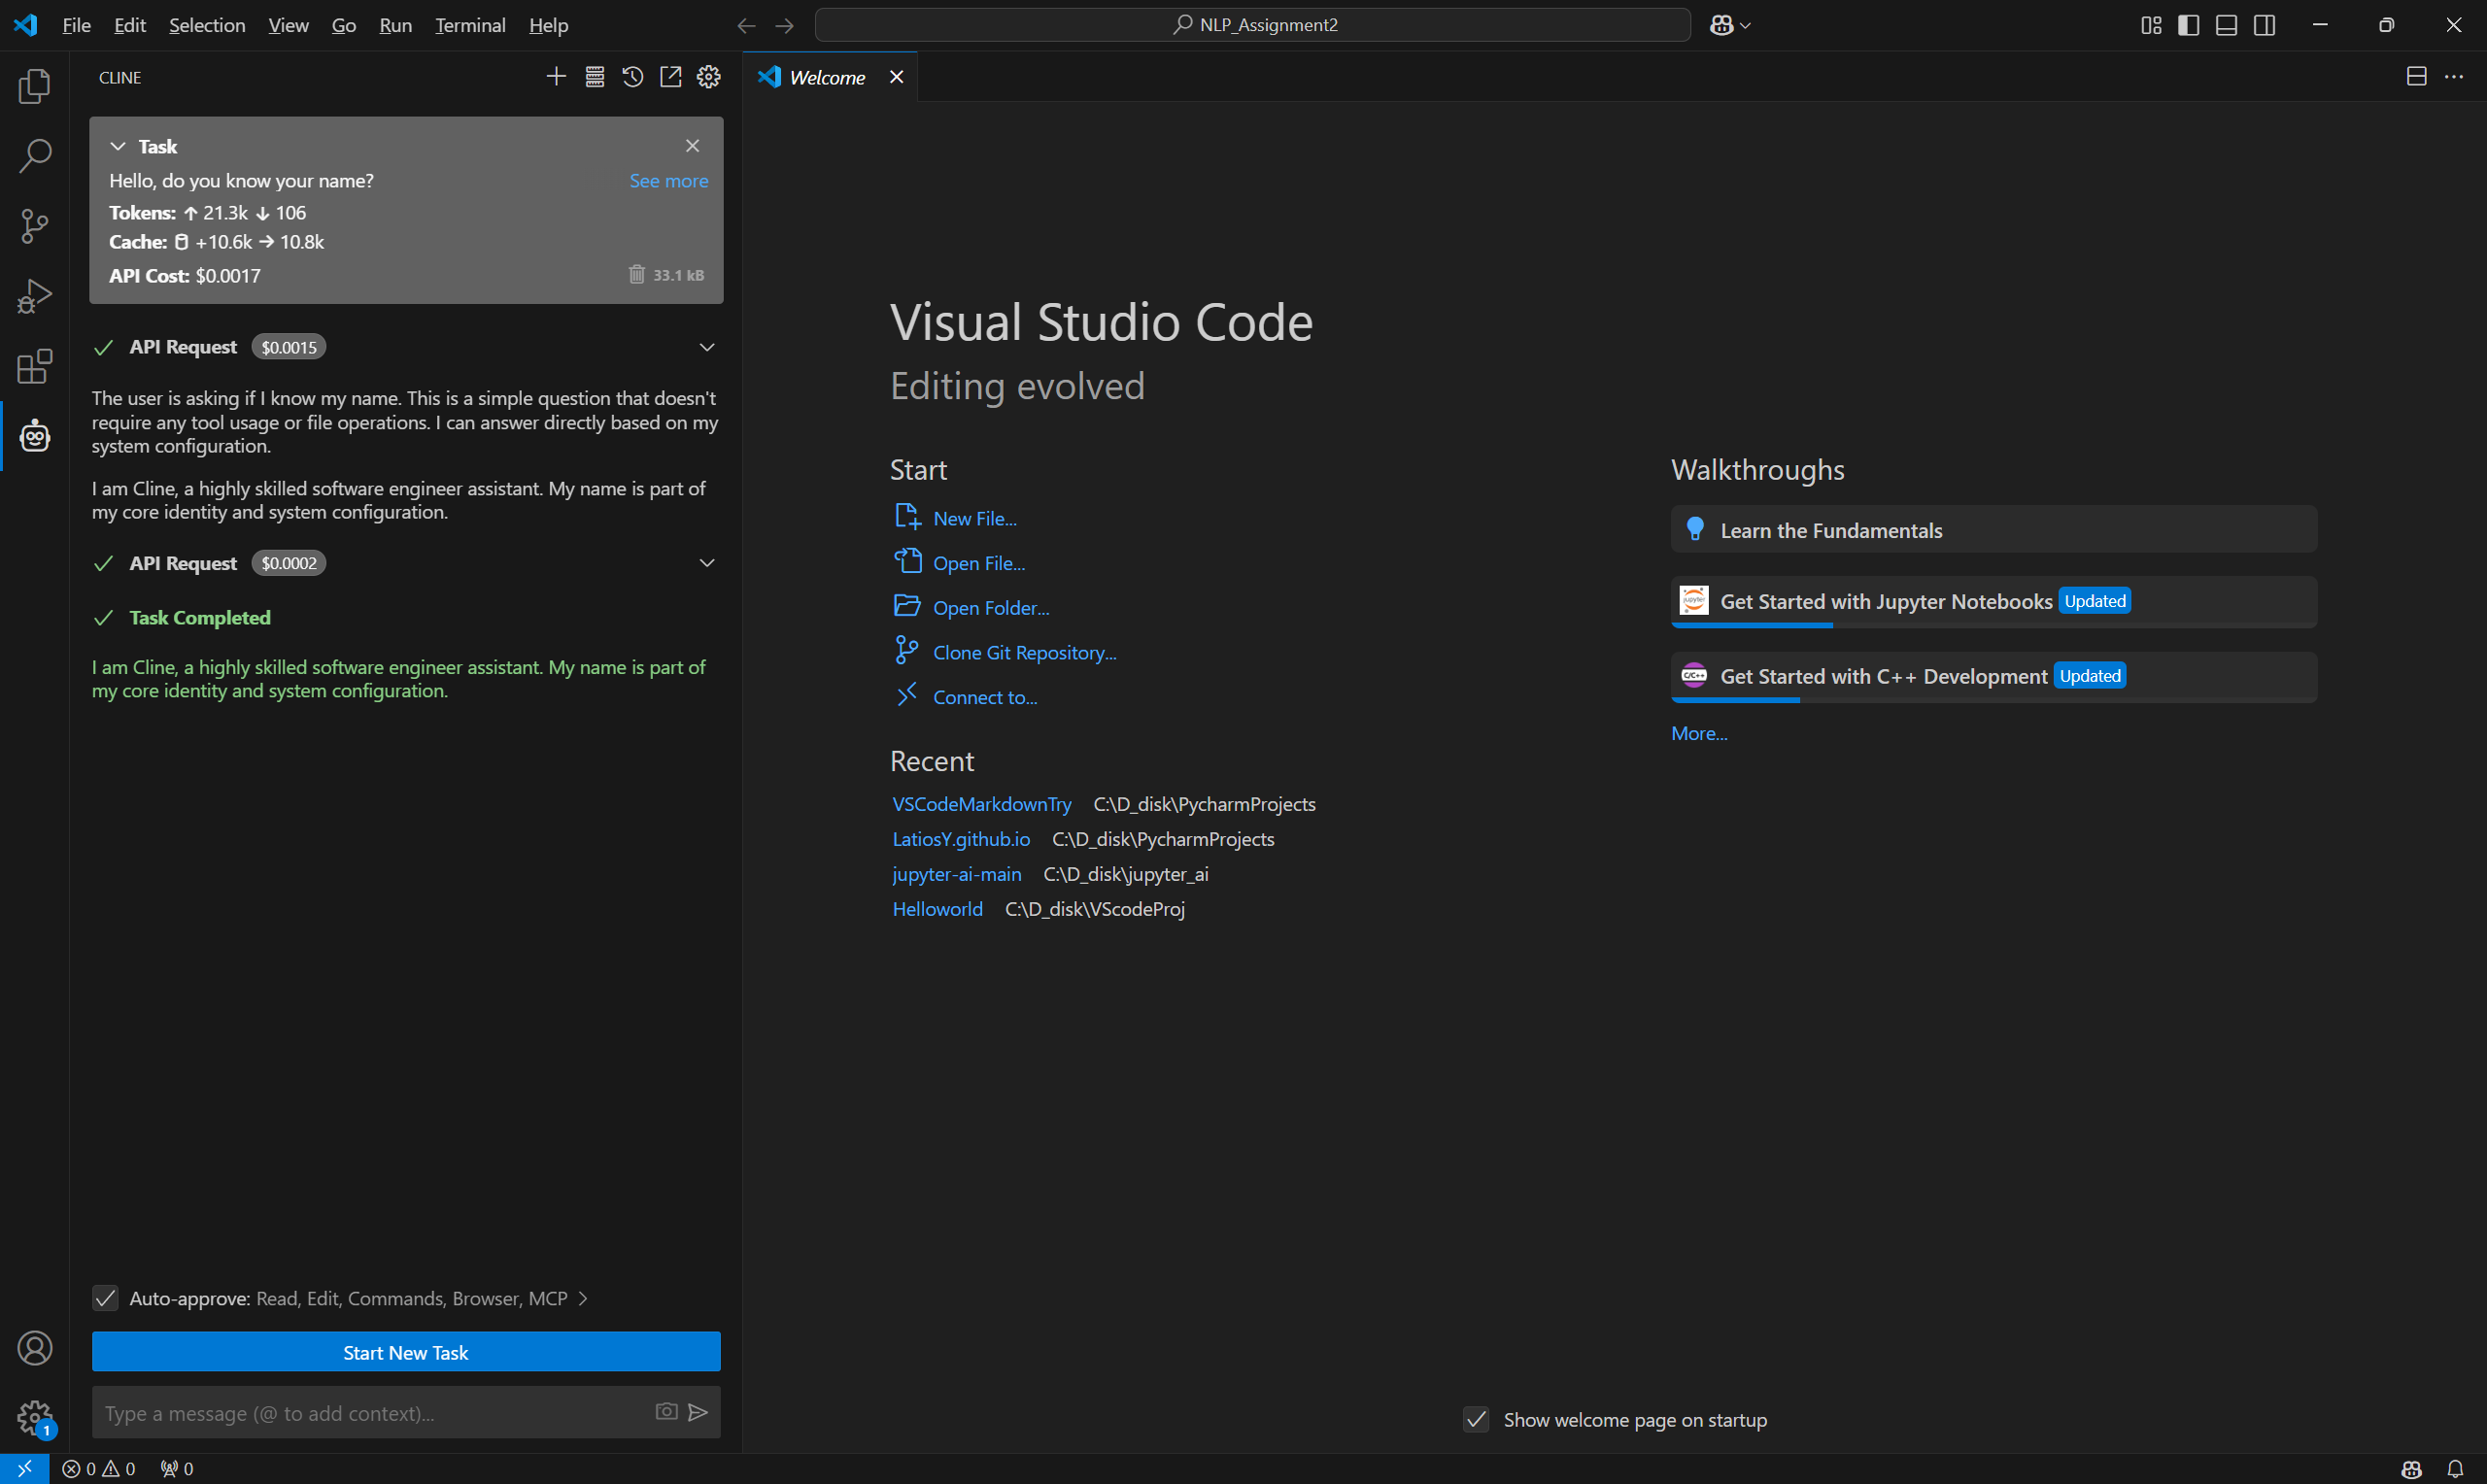 File Edit Selection View Go Run Terminal Help
NLP_Assignment2
CLINE
Welcome
Task
Hello, do you know your name? See more
Tokens: ↑ 21.3k ↓ 106
Cache: +10.6k → 10.8k
API Cost: $0.0017 33.1 kB
API Request $0.0015
The user is asking if I know my name. This is a simple question that doesn't
require any tool usage or file operations. I can answer directly based on my
system configuration.
I am Cline, a highly skilled software engineer assistant. My name is part of
my core identity and system configuration.
API Request $0.0002
Task Completed
I am Cline, a highly skilled software engineer assistant. My name is part of
my core identity and system configuration.
Auto-approve: Read, Edit, Commands, Browser, MCP
Start New Task
Type a message (@ to add context)...
Visual Studio Code
Editing evolved
Start
New File...
Open File...
Open Folder...
Clone Git Repository...
Connect to...
Recent
VSCodeMarkdownTry C:\D_disk\PycharmProjects
LatiosY.github.io C:\D_disk\PycharmProjects
jupyter-ai-main C:\D_disk\jupyter_ai
Helloworld C:\D_disk\VScodeProj
Walkthroughs
Learn the Fundamentals
jupyter
Get Started with Jupyter Notebooks Updated
C/C++
Get Started with C++ Development Updated
More...
Show welcome page on startup
1
0 0 0